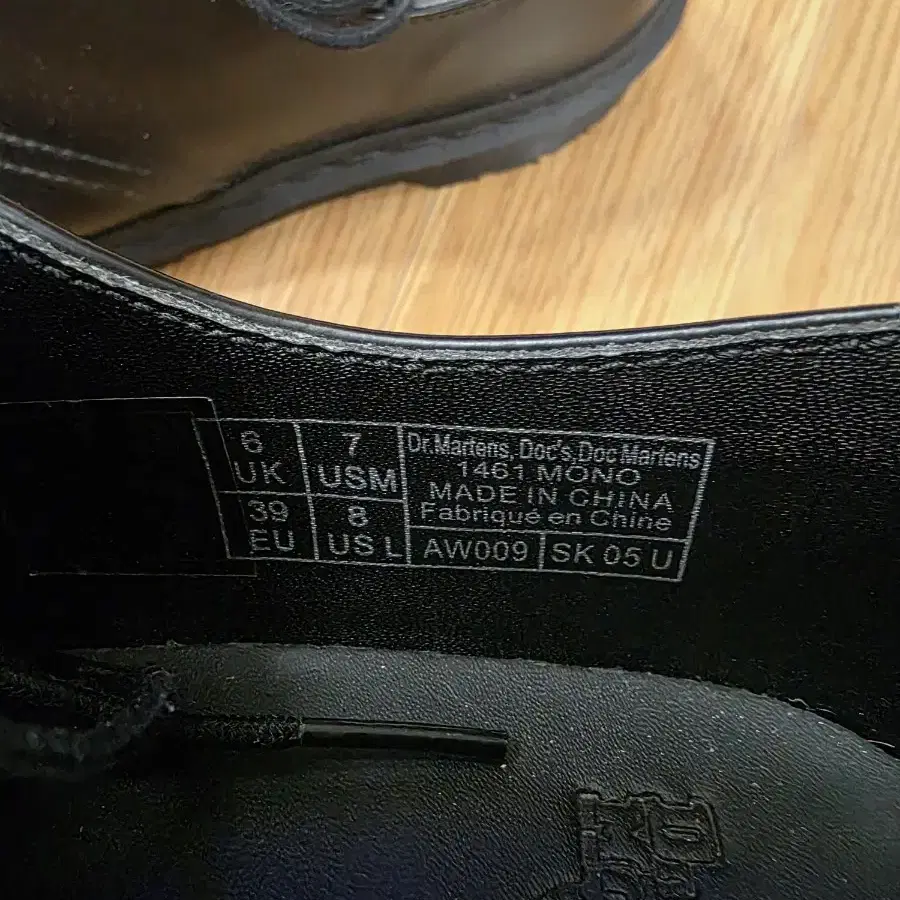 6
UK
7
USM
39
EU
8
US L
Dr.Martens, Doc's, Doc Martens
1461 MONO
MADE IN CHINA
Fabriqué en Chine
AW009
SK 05 U